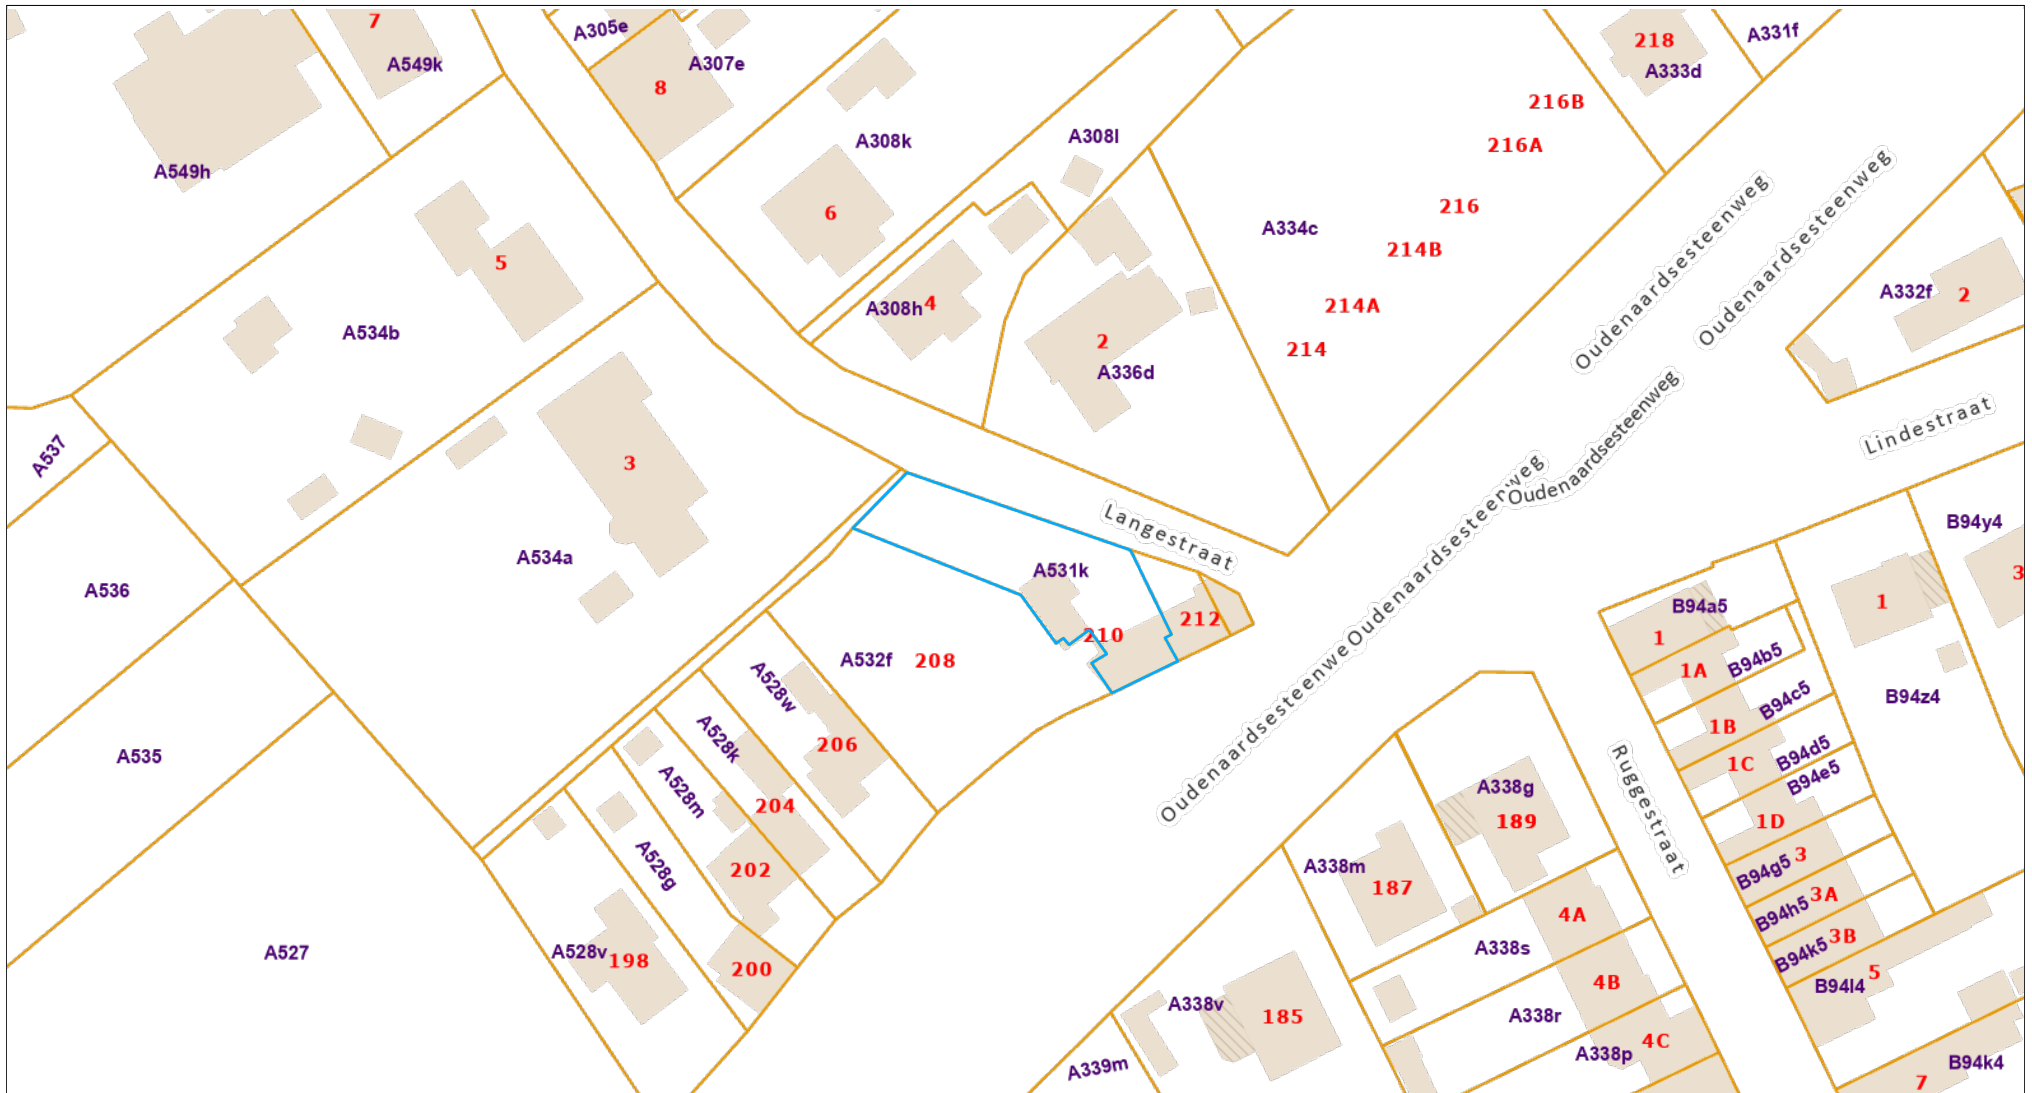 7
A305e
A549k
8
A307e
218
A331f
A333d
A549h
A308k
A308l
216B
216A
6
216
A334c
214B
Oudenaardsesteenweg
Oudenaardsesteenweg
5
A308h
4
214A
A332f
2
A534b
2
214
A336d
Oudenaardsesteenweg
Lindestraat
A537
3
Langestraat
Oudenaardsesteenweg
B94y4
A534a
A531k
A536
3
1
B94a5
1
212
210
A532f
208
1A
B94b5
A528w
B94c5
B94z4
1B
206
A528k
Oudenaardsesteenwe
A535
A528m
204
1C
B94d5
B94e5
A338g
189
1D
Ruggestraat
A528g
202
A338m
187
B94g5
3
B94h5
3A
4A
A527
A528v
198
200
A338s
B94k5
3B
5
B94l4
4B
A338v
185
A338r
4C
A338p
A339m
B94k4
7